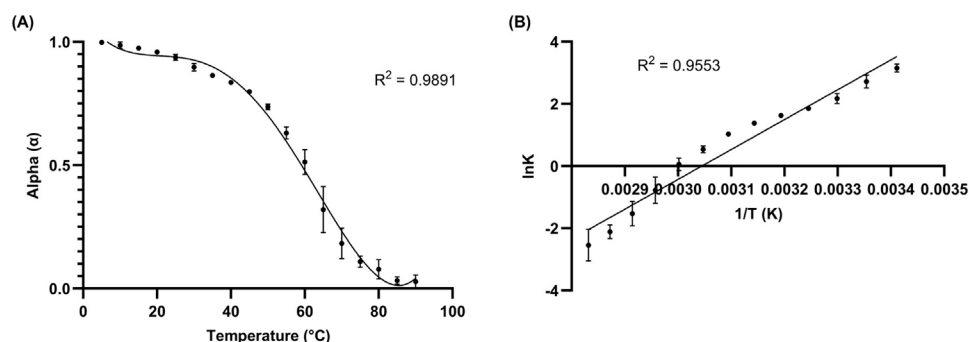 (A)
1.0
0.5
0.0
Alpha (α)
R² = 0.9891
0 20 40 60 80 100
Temperature (°C)
(B)
4
2
0
-2
-4
lnK
R² = 0.9553
0.0029 0.0030 0.0031 0.0032 0.0033 0.0034 0.0035
1/T (K)